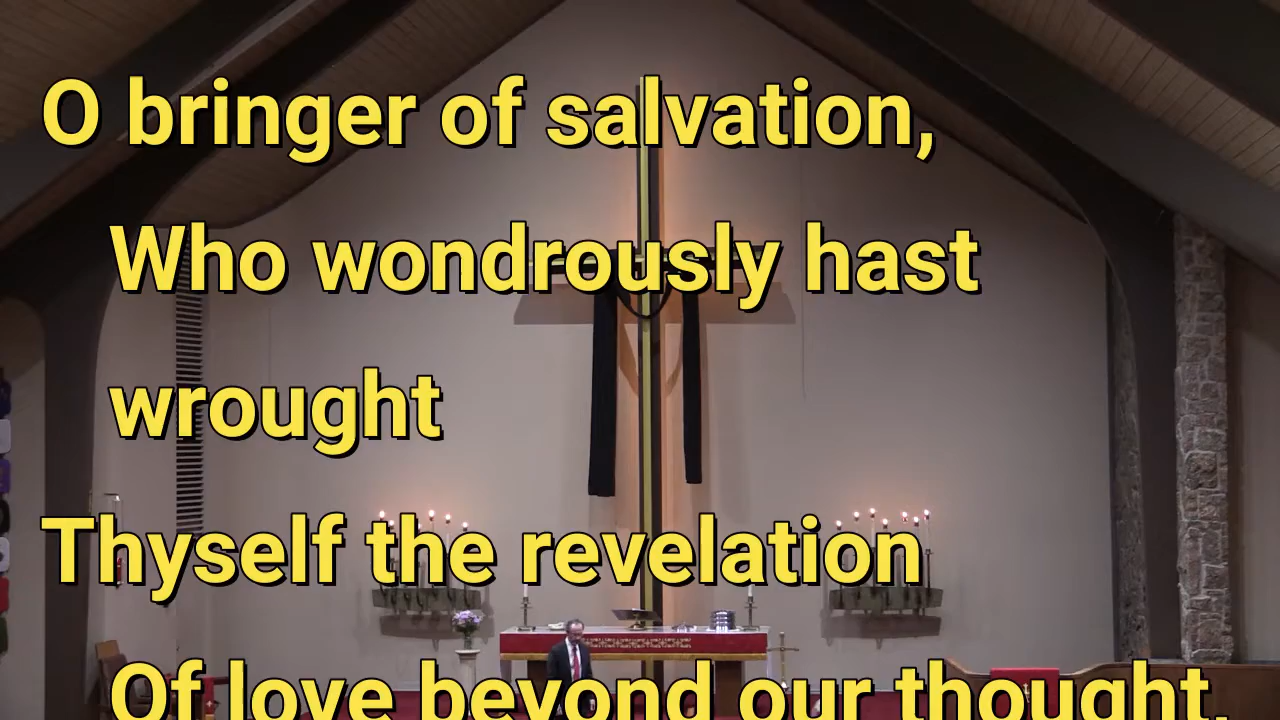 O bringer of salvation,
Who wondrously hast
wrought
Thyself the revelation
Of love beyond our thought,